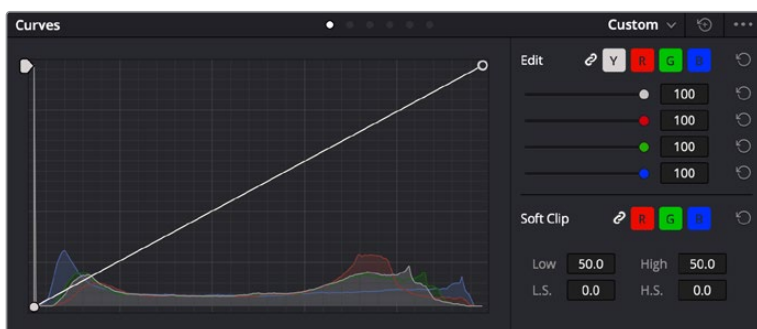 Curves Custom
Edit Y R G B
100
100
100
100
Soft Clip R G B
Low 50.0 High 50.0
L.S. 0.0 H.S. 0.0